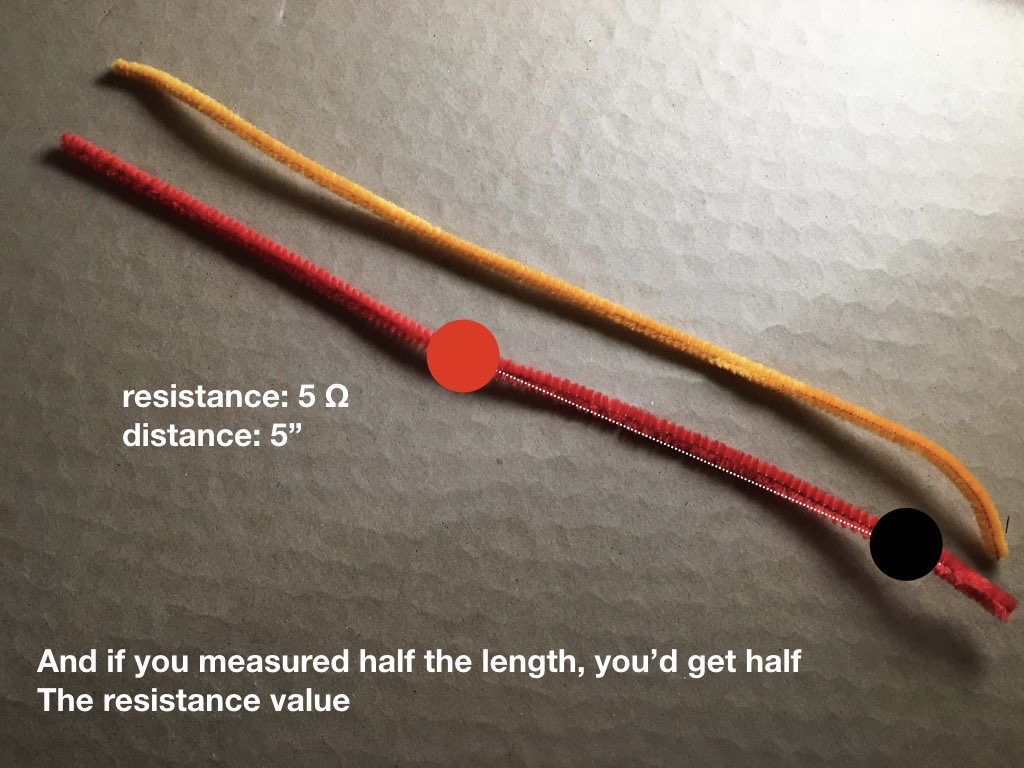 resistance: 5 Ω
distance: 5”
And if you measured half the length, you’d get half
The resistance value